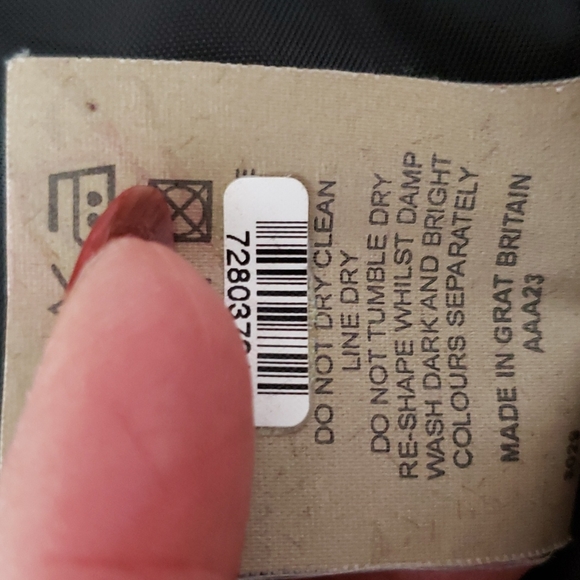 728037
DO NOT DRY CLEAN
LINE DRY
DO NOT TUMBLE DRY
RE-SHAPE WHILST DAMP
WASH DARK AND BRIGHT
COLOURS SEPARATELY
MADE IN GRAT BRITAIN
AAA23